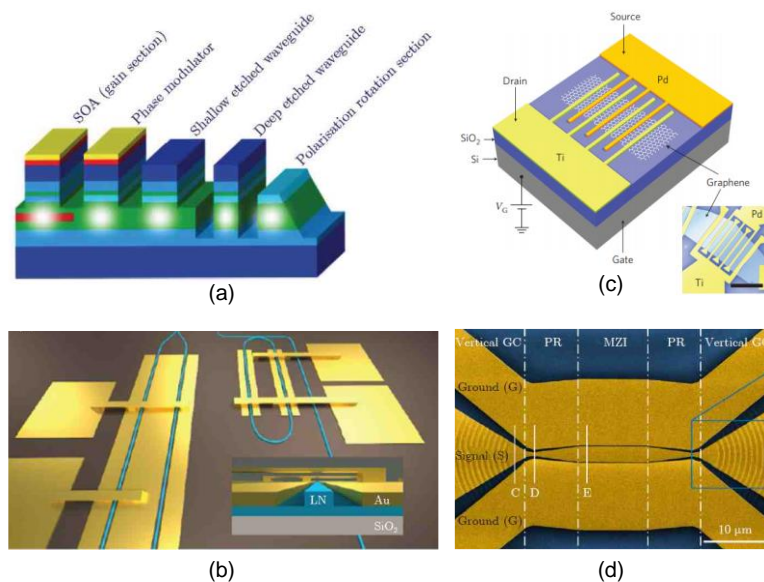 SOA (gain section)
Phase modulator
Shallow etched waveguide
Deep etched waveguide
Polarisation rotation section
(a)
Source
Pd
Drain
SiO₂
Si
Ti
Graphene
V_G
Gate
Pd
Ti
(c)
LN
Au
SiO₂
(b)
Vertical GC PR MZI PR Vertical GC
Ground (G)
Signal (S)
C D E
Ground (G)
10 μm
(d)